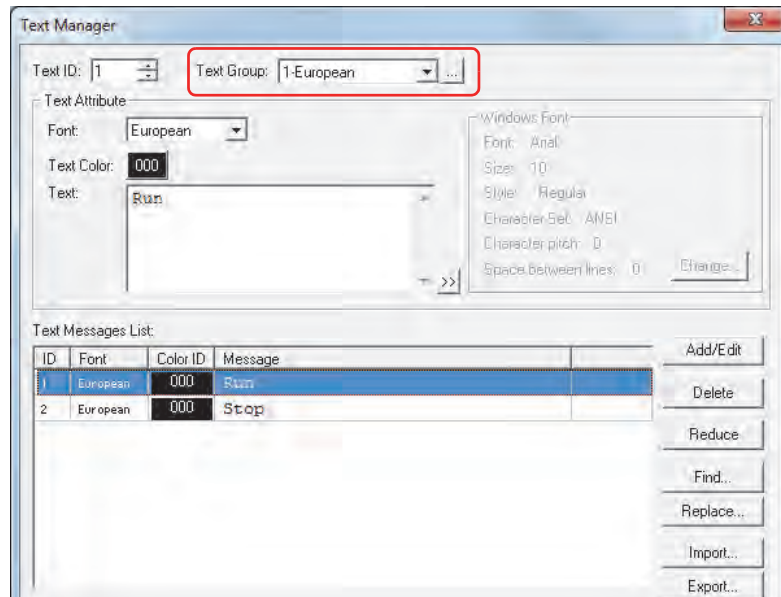 Text Manager
Text ID: 1 Text Group: 1-European ...
Text Attribute
Font: European
Text Color: 000
Text: Run
>>
Windows Font
Font: Arial
Size: 10
Style: Regular
Character Set: ANSI
Character pitch: 0
Space between lines: 0 Change...
Text Messages List:
ID Font Color ID Message
1 European 000 Run
2 European 000 Stop
Add/Edit
Delete
Reduce
Find...
Replace...
Import...
Export...